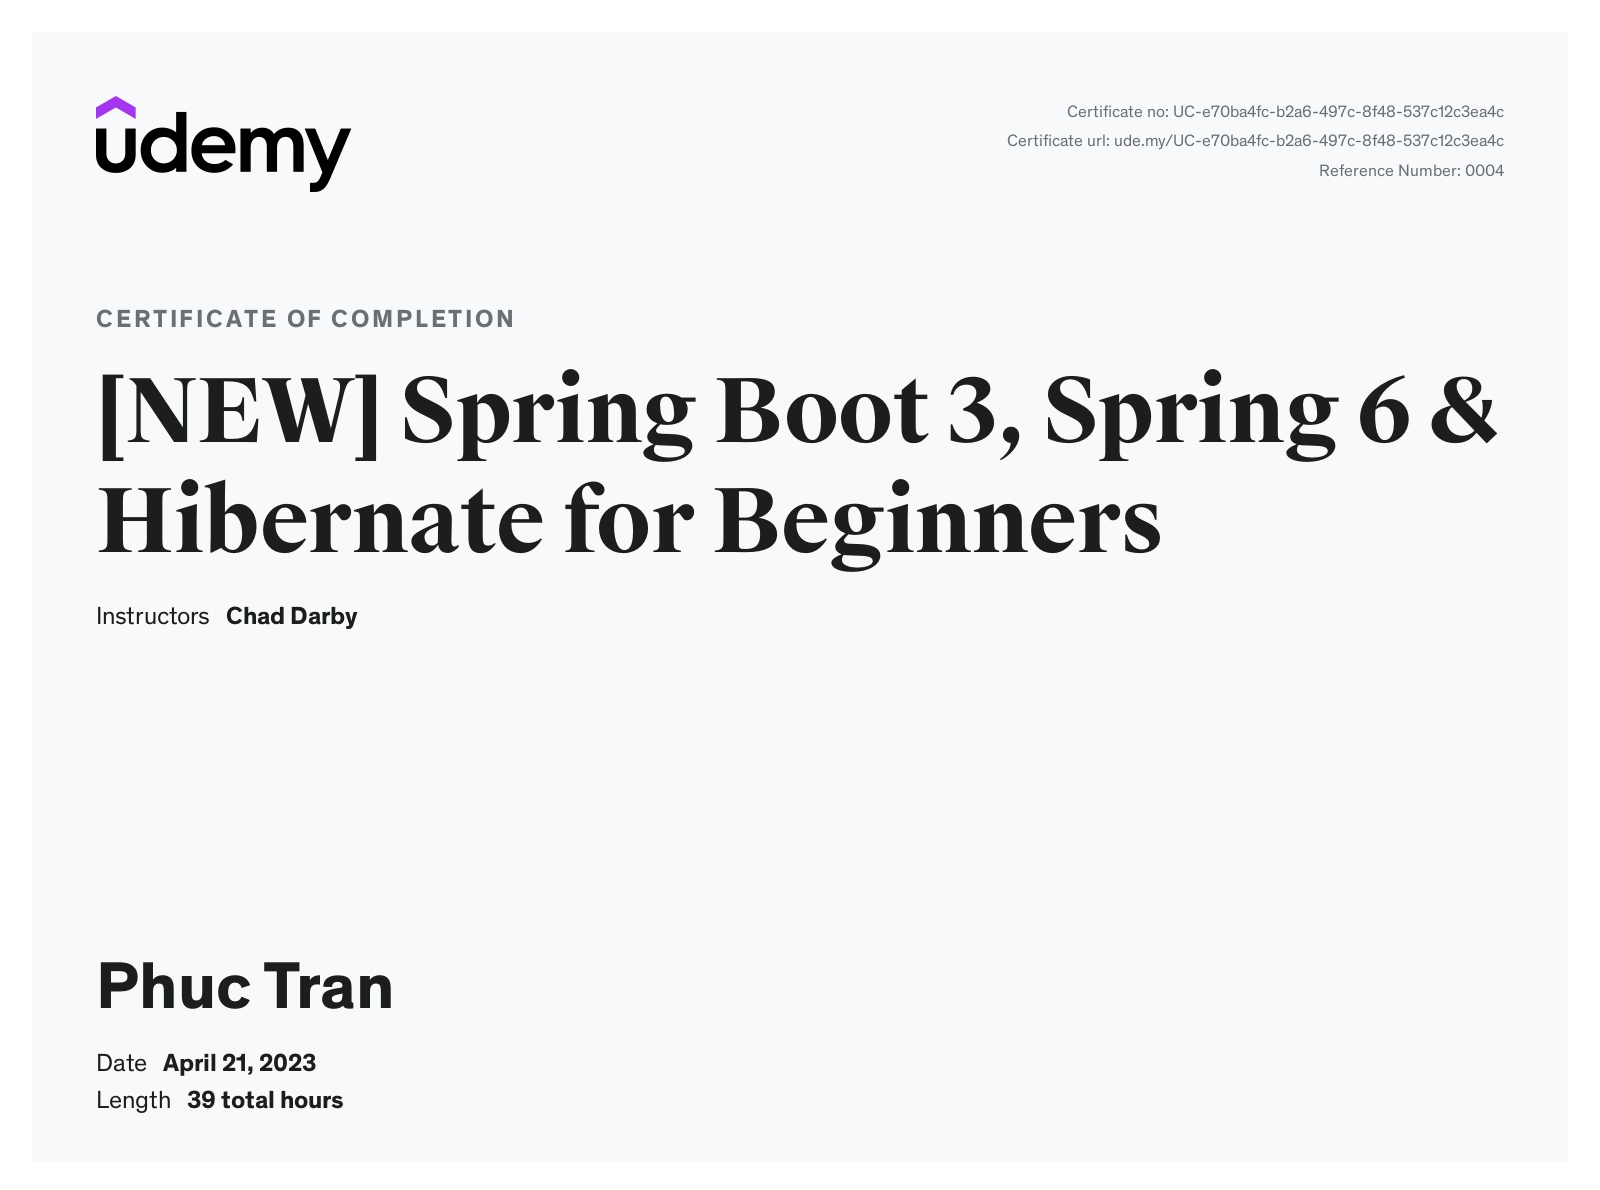 udemy
Certificate no: UC-e70ba4fc-b2a6-497c-8f48-537c12c3ea4c
Certificate url: ude.my/UC-e70ba4fc-b2a6-497c-8f48-537c12c3ea4c
Reference Number: 0004
CERTIFICATE OF COMPLETION
[NEW] Spring Boot 3, Spring 6 &
Hibernate for Beginners
Instructors Chad Darby
Phuc Tran
Date April 21, 2023
Length 39 total hours